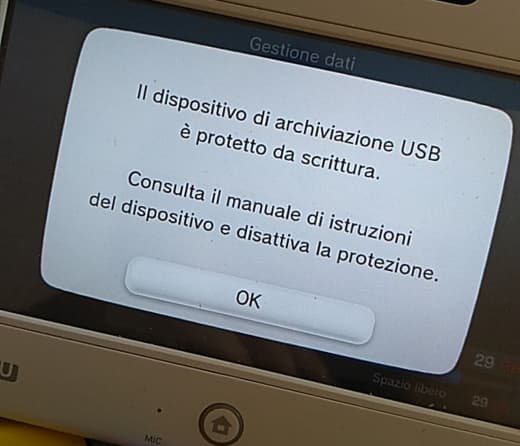 Gestione dati
Il dispositivo di archiviazione USB
è protetto da scrittura.
Consulta il manuale di istruzioni
del dispositivo e disattiva la protezione.
OK
29
Spazio libero
29
U
MIC